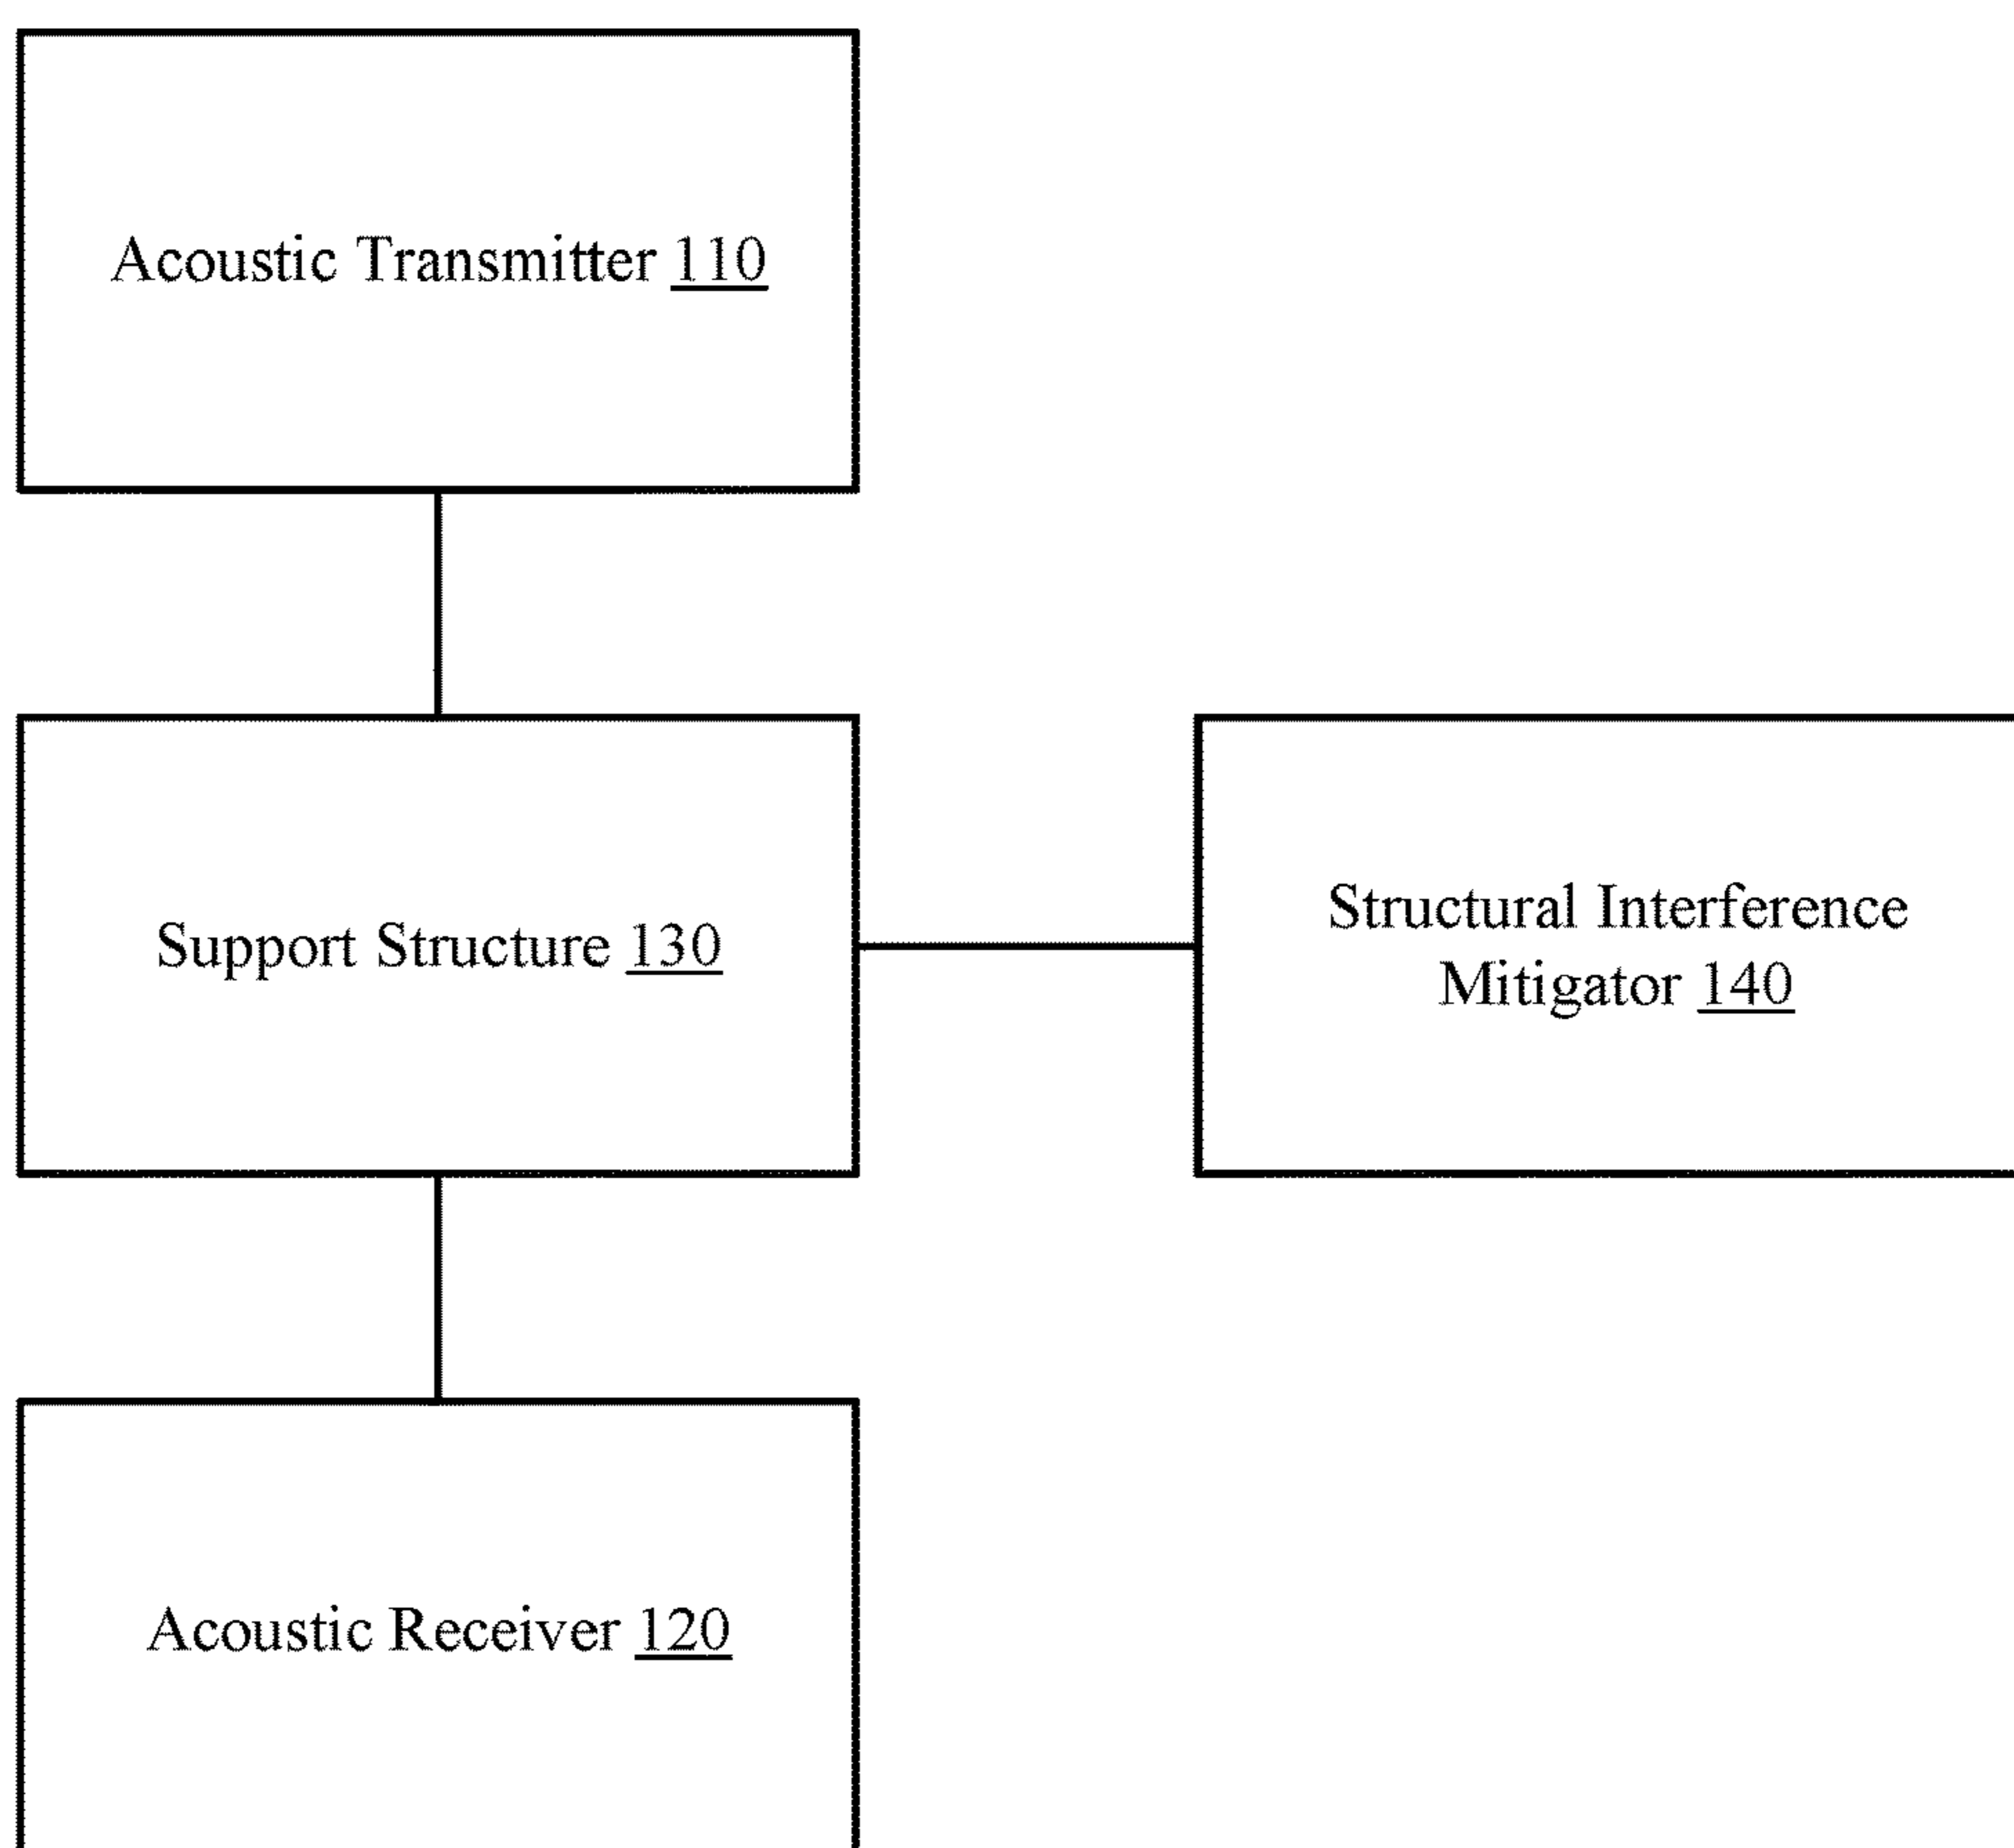 Acoustic Transmitter 110
Support Structure 130
Structural Interference
Mitigator 140
Acoustic Receiver 120